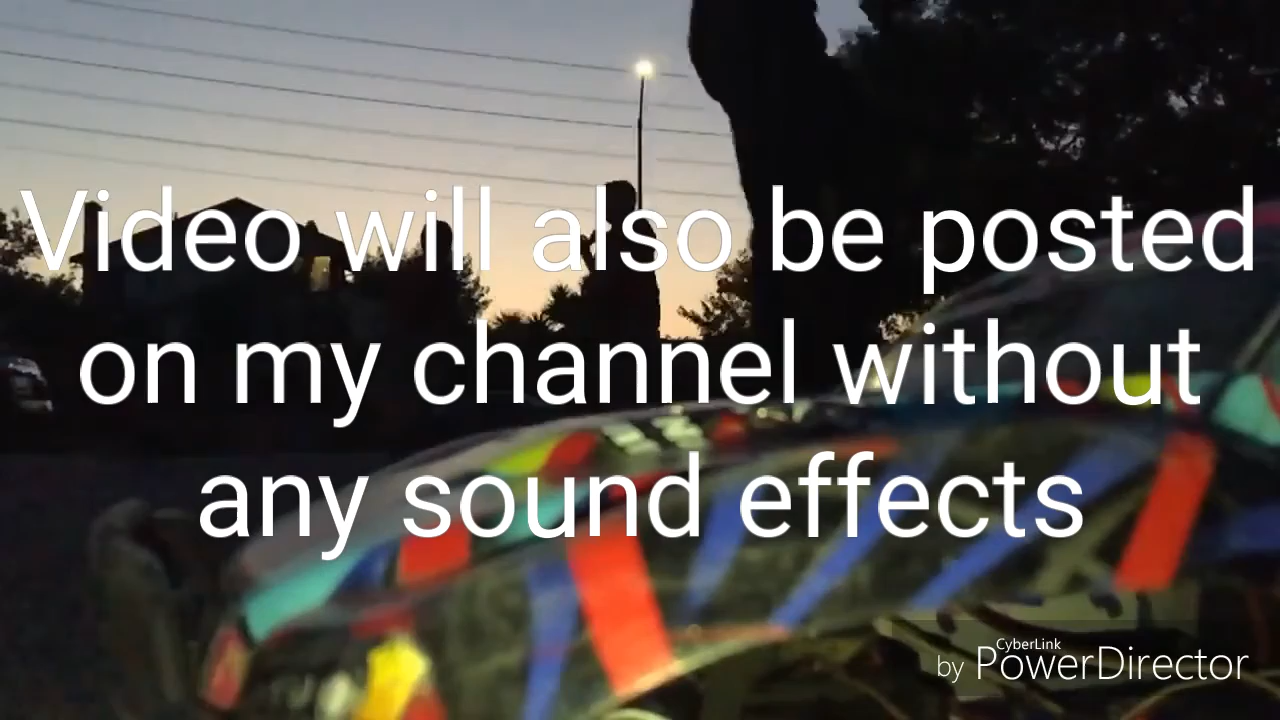 Video will also be posted
on my channel without
any sound effects
CyberLink
by PowerDirector